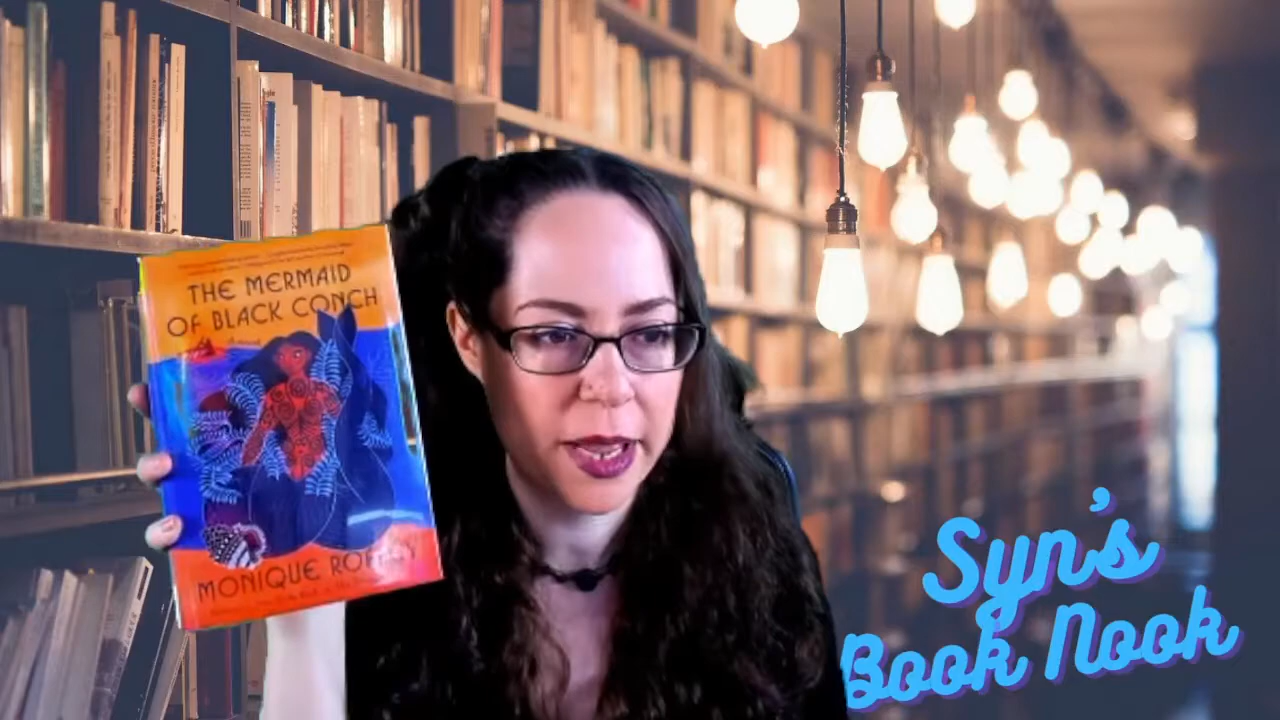 THE MERMAID
OF BLACK CONCH
MONIQUE ROFFEY
Syn's
Book Nook